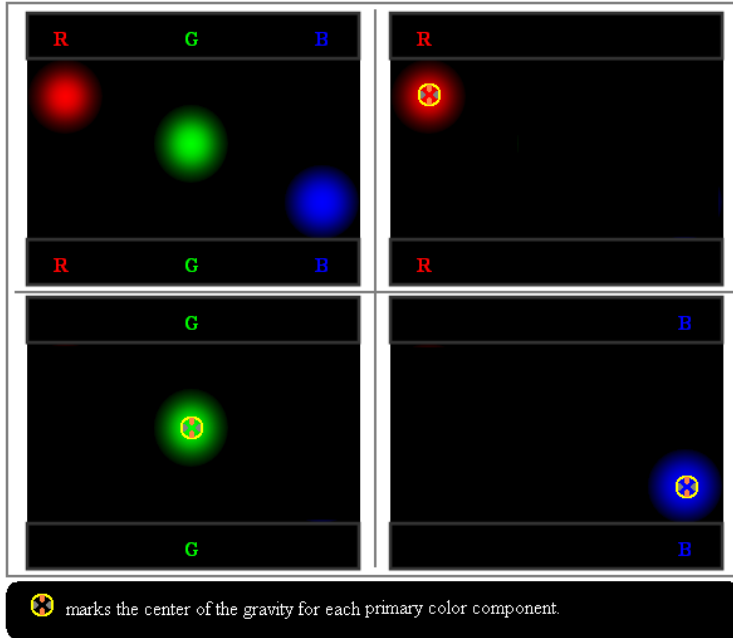 R G B
R
R G B
R
G
B
G
B
marks the center of the gravity for each primary color component.